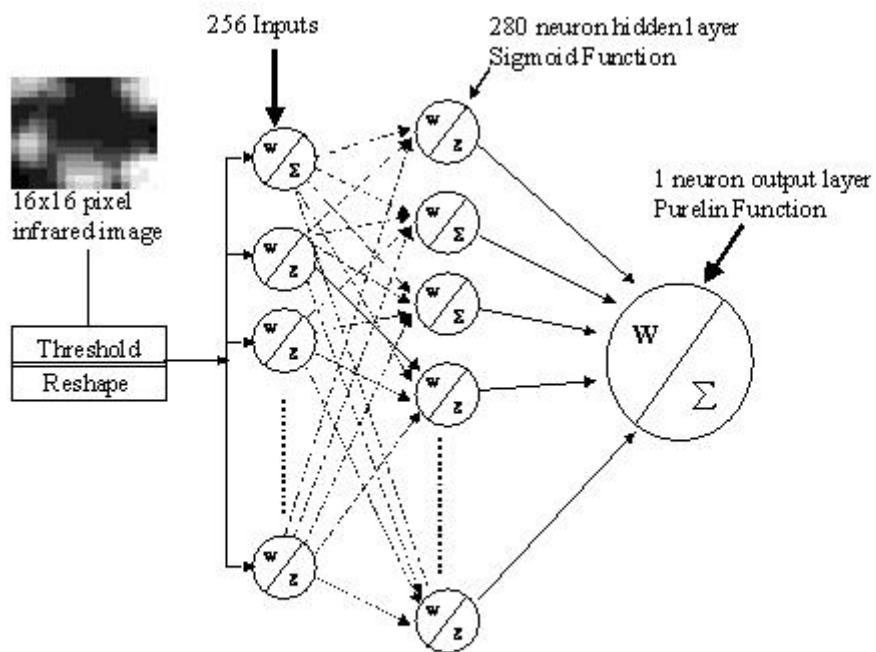 256 Inputs
280 neuron hidden layer
Sigmoid Function
16x16 pixel
infrared image
1 neuron output layer
Purelin Function
Threshold
Reshape
W
Σ
W
Σ
W
Σ
W
Σ
W
Σ
W
Σ
W
Σ
W
Σ
W
Σ
W
Σ